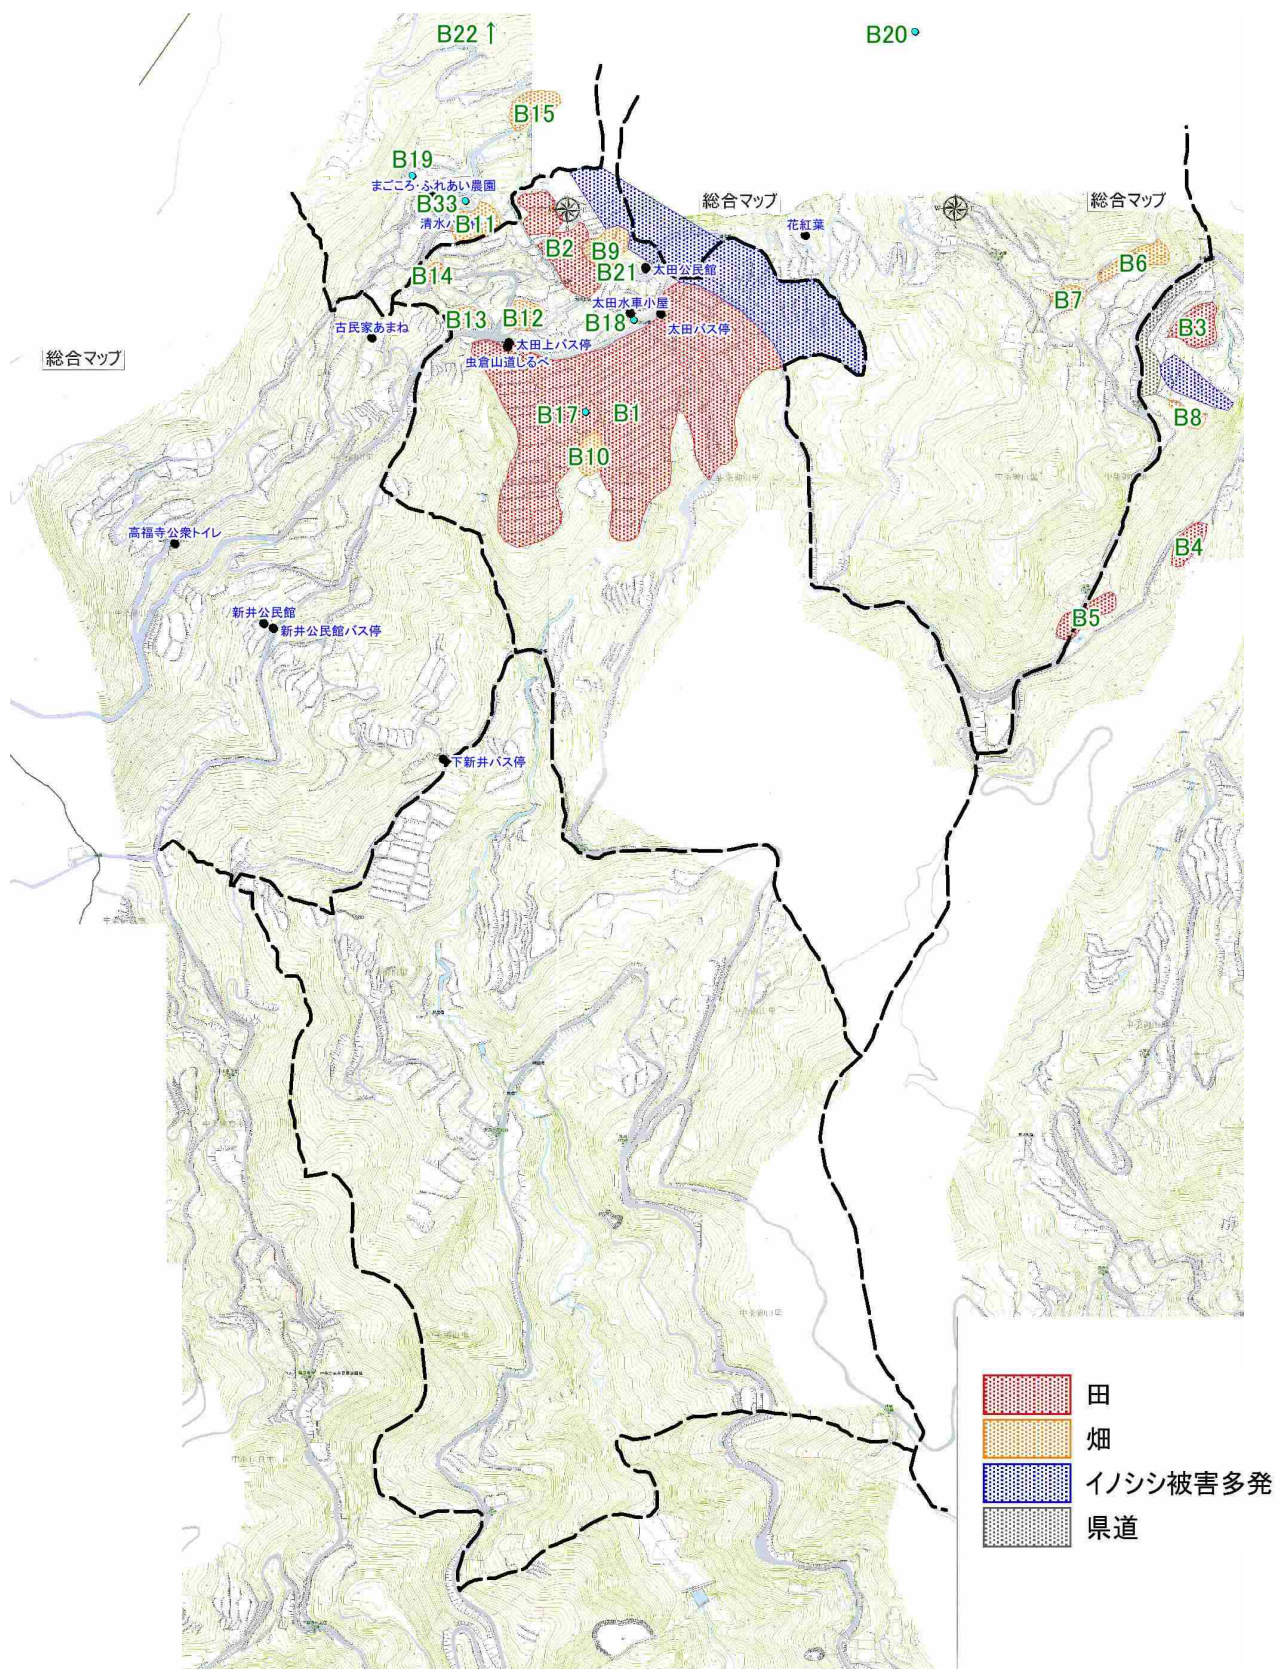 B22↑
B20
B15
B19
まごころ・ふれあい農園
B33
B11
総合マップ
総合マップ
花紅葉
B2
B9
B21
太田公民館
B6
B14
B7
B13
B12
太田水車小屋
B18
太田バス停
B3
古民家あまね
太田上バス停
虫倉山道しるべ
総合マップ
B17
B1
B8
B10
高福寺公衆トイレ
B4
新井公民館
新井公民館バス停
B5
下新井バス停
田
畑
イノシシ被害多発
県道